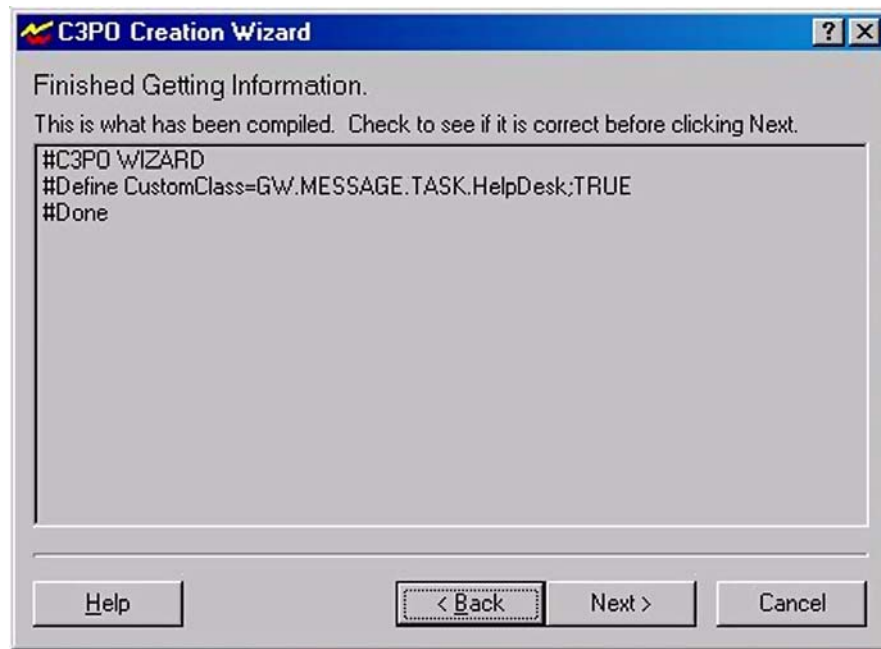 C3PO Creation Wizard
Finished Getting Information.
This is what has been compiled. Check to see if it is correct before clicking Next.
#C3PO WIZARD
#Define CustomClass=GW.MESSAGE.TASK.HelpDesk;TRUE
#Done
Help
< Back
Next >
Cancel